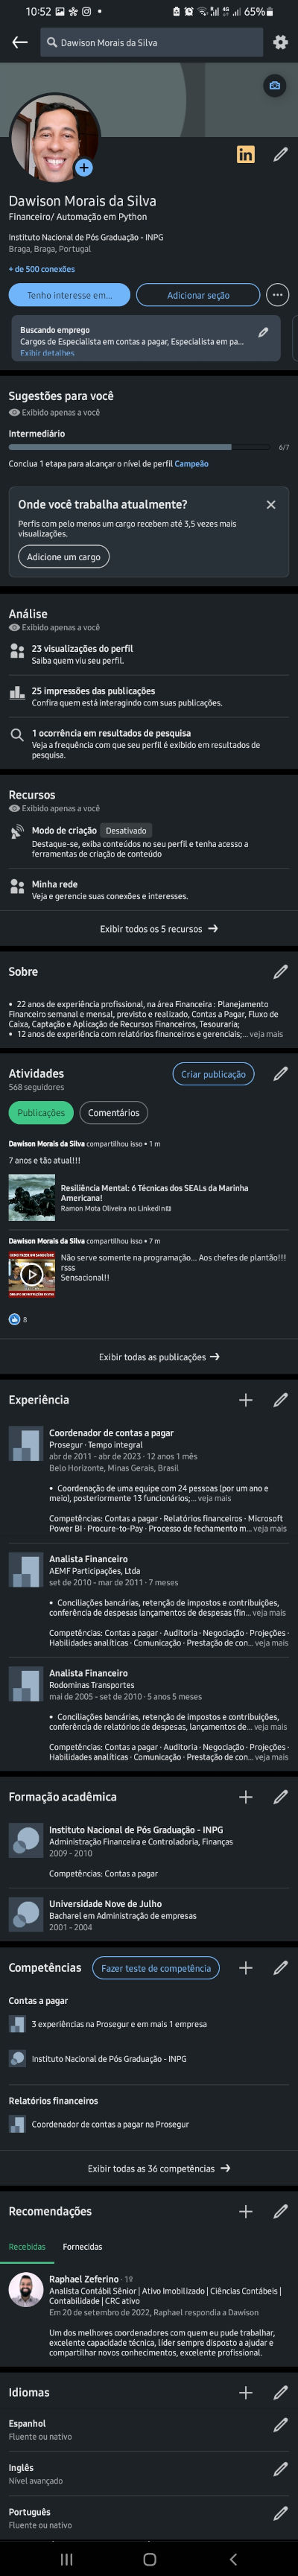 10:52
65%
Dawison Morais da Silva
Dawison Morais da Silva
Financeiro/ Automação em Python
Instituto Nacional de Pós Graduação - INPG
Braga, Braga, Portugal
+ de 500 conexões
Tenho interesse em...
Adicionar seção
Buscando emprego
Cargos de Especialista em contas a pagar, Especialista em pa...
Exibir detalhes
Sugestões para você
Exibido apenas a você
Intermediário
6/7
Conclua 1 etapa para alcançar o nível de perfil Campeão
Onde você trabalha atualmente?
Perfis com pelo menos um cargo recebem até 3,5 vezes mais
visualizações.
Adicione um cargo
Análise
Exibido apenas a você
23 visualizações do perfil
Saiba quem viu seu perfil.
25 impressões das publicações
Confira quem está interagindo com suas publicações.
1 ocorrência em resultados de pesquisa
Veja a frequência com que seu perfil é exibido em resultados de
pesquisa.
Recursos
Exibido apenas a você
Modo de criação Desativado
Destaque-se, exiba conteúdos no seu perfil e tenha acesso a
ferramentas de criação de conteúdo
Minha rede
Veja e gerencie suas conexões e interesses.
Exibir todos os 5 recursos
Sobre
• 22 anos de experiência profissional, na área Financeira : Planejamento
Financeiro semanal e mensal, previsto e realizado, Contas a Pagar, Fluxo de
Caixa, Captação e Aplicação de Recursos Financeiros, Tesouraria;
• 12 anos de experiência com relatórios financeiros e gerenciais;... veja mais
Atividades
568 seguidores
Criar publicação
Publicações
Comentários
Dawison Morais da Silva compartilhou isso • 1 m
7 anos e tão atual!!!
Resiliência Mental: 6 Técnicas dos SEALs da Marinha
Americana!
Ramon Mota Oliveira no LinkedIn
Dawison Morais da Silva compartilhou isso • 7 m
Não serve somente na programação... Aos chefes de plantão!!!
rsss
Sensacional!!
8
Exibir todas as publicações
Experiência
Coordenador de contas a pagar
Prosegur · Tempo integral
abr de 2011 - abr de 2023 · 12 anos 1 mês
Belo Horizonte, Minas Gerais, Brasil
• Coordenação de uma equipe com 24 pessoas (por um ano e
meio), posteriormente 13 funcionários;... veja mais
Competências: Contas a pagar · Relatórios financeiros · Microsoft
Power BI · Procure-to-Pay · Processo de fechamento m... veja mais
Analista Financeiro
AEMF Participações, Ltda
set de 2010 - mar de 2011 · 7 meses
• Conciliações bancárias, retenção de impostos e contribuições,
conferência de despesas lançamentos de despesas (fin... veja mais
Competências: Contas a pagar · Auditoria · Negociação · Projeções ·
Habilidades analíticas · Comunicação · Prestação de con... veja mais
Analista Financeiro
Rodominas Transportes
mai de 2005 - set de 2010 · 5 anos 5 meses
• Conciliações bancárias, retenção de impostos e contribuições,
conferência de relatórios de despesas, lançamentos de... veja mais
Competências: Contas a pagar · Auditoria · Negociação · Projeções ·
Habilidades analíticas · Comunicação · Prestação de con... veja mais
Formação acadêmica
Instituto Nacional de Pós Graduação - INPG
Administração Financeira e Controladoria, Finanças
2009 - 2010
Competências: Contas a pagar
Universidade Nove de Julho
Bacharel em Administração de empresas
2001 - 2004
Competências
Fazer teste de competência
Contas a pagar
3 experiências na Prosegur e em mais 1 empresa
Instituto Nacional de Pós Graduação - INPG
Relatórios financeiros
Coordenador de contas a pagar na Prosegur
Exibir todas as 36 competências
Recomendações
Recebidas
Fornecidas
Raphael Zeferino · 1º
Analista Contábil Sênior | Ativo Imobilizado | Ciências Contábeis |
Contabilidade | CRC ativo
Em 20 de setembro de 2022, Raphael respondia a Dawison
Um dos melhores coordenadores com quem eu pude trabalhar,
excelente capacidade técnica, líder sempre disposto a ajudar e
compartilhar novos conhecimentos, excelente profissional.
Idiomas
Espanhol
Fluente ou nativo
Inglês
Nível avançado
Português
Fluente ou nativo